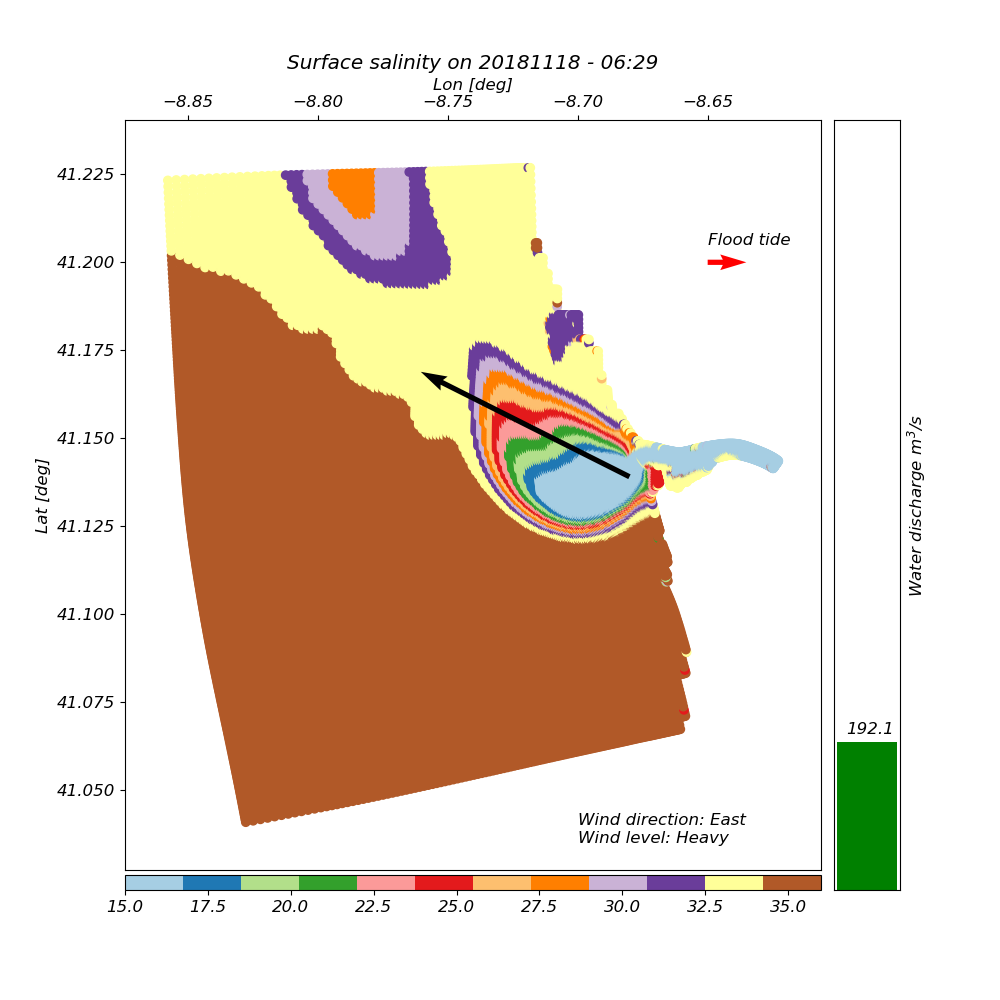 Surface salinity on 20181118 - 06:29
Lon [deg]
−8.85 −8.80 −8.75 −8.70 −8.65
41.225
41.200
41.175
41.150
41.125
41.100
41.075
41.050
Lat [deg]
Flood tide
Wind direction: East
Wind level: Heavy
15.0 17.5 20.0 22.5 25.0 27.5 30.0 32.5 35.0
192.1
Water discharge m³/s